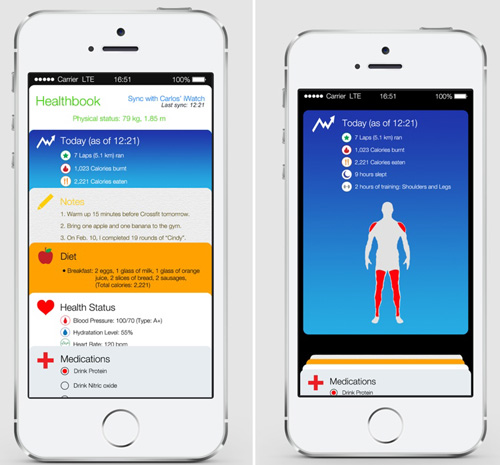 Carrier LTE 16:51 100%
Healthbook
Sync with Carlos' iWatch
Last sync: 12:21
Physical status: 79 kg, 1.85 m
Today (as of 12:21)
7 Laps (5.1 km) ran
1,023 Calories burnt
2,221 Calories eaten
Notes
1. Warm up 15 minutes before Crossfit tomorrow.
2. Bring one apple and one banana to the gym.
3. On Feb, 10, I completed 19 rounds of "Cindy".
Diet
• Breakfast: 2 eggs, 1 glass of milk, 1 glass of orange
juice, 2 slices of bread, 2 sausages,
(Total calories: 2,221)
Health Status
Blood Pressure: 100/70 (Type: A+)
Hydratation Level: 55%
Heart Rate: 120 bpm
Medications
Drink Protein
Drink Nitric oxide
Carrier LTE 16:51 100%
Today (as of 12:21)
7 Laps (5.1 km) ran
1,023 Calories burnt
2,221 Calories eaten
9 hours slept
2 hours of training: Shoulders and Legs
Medications
Drink Protein